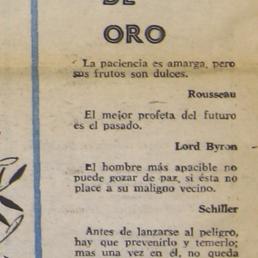 DE
ORO
La paciencia es amarga, pero
sus frutos son dulces.
Rousseau
El mejor profeta del futuro
es el pasado.
Lord Byron
El hombre más apacible no
puede gozar de paz, si ésta no
place a su maligno vecino.
Schiller
Antes de lanzarse al peligro,
hay que prevenirlo y temerlo;
mas una vez en él, no queda